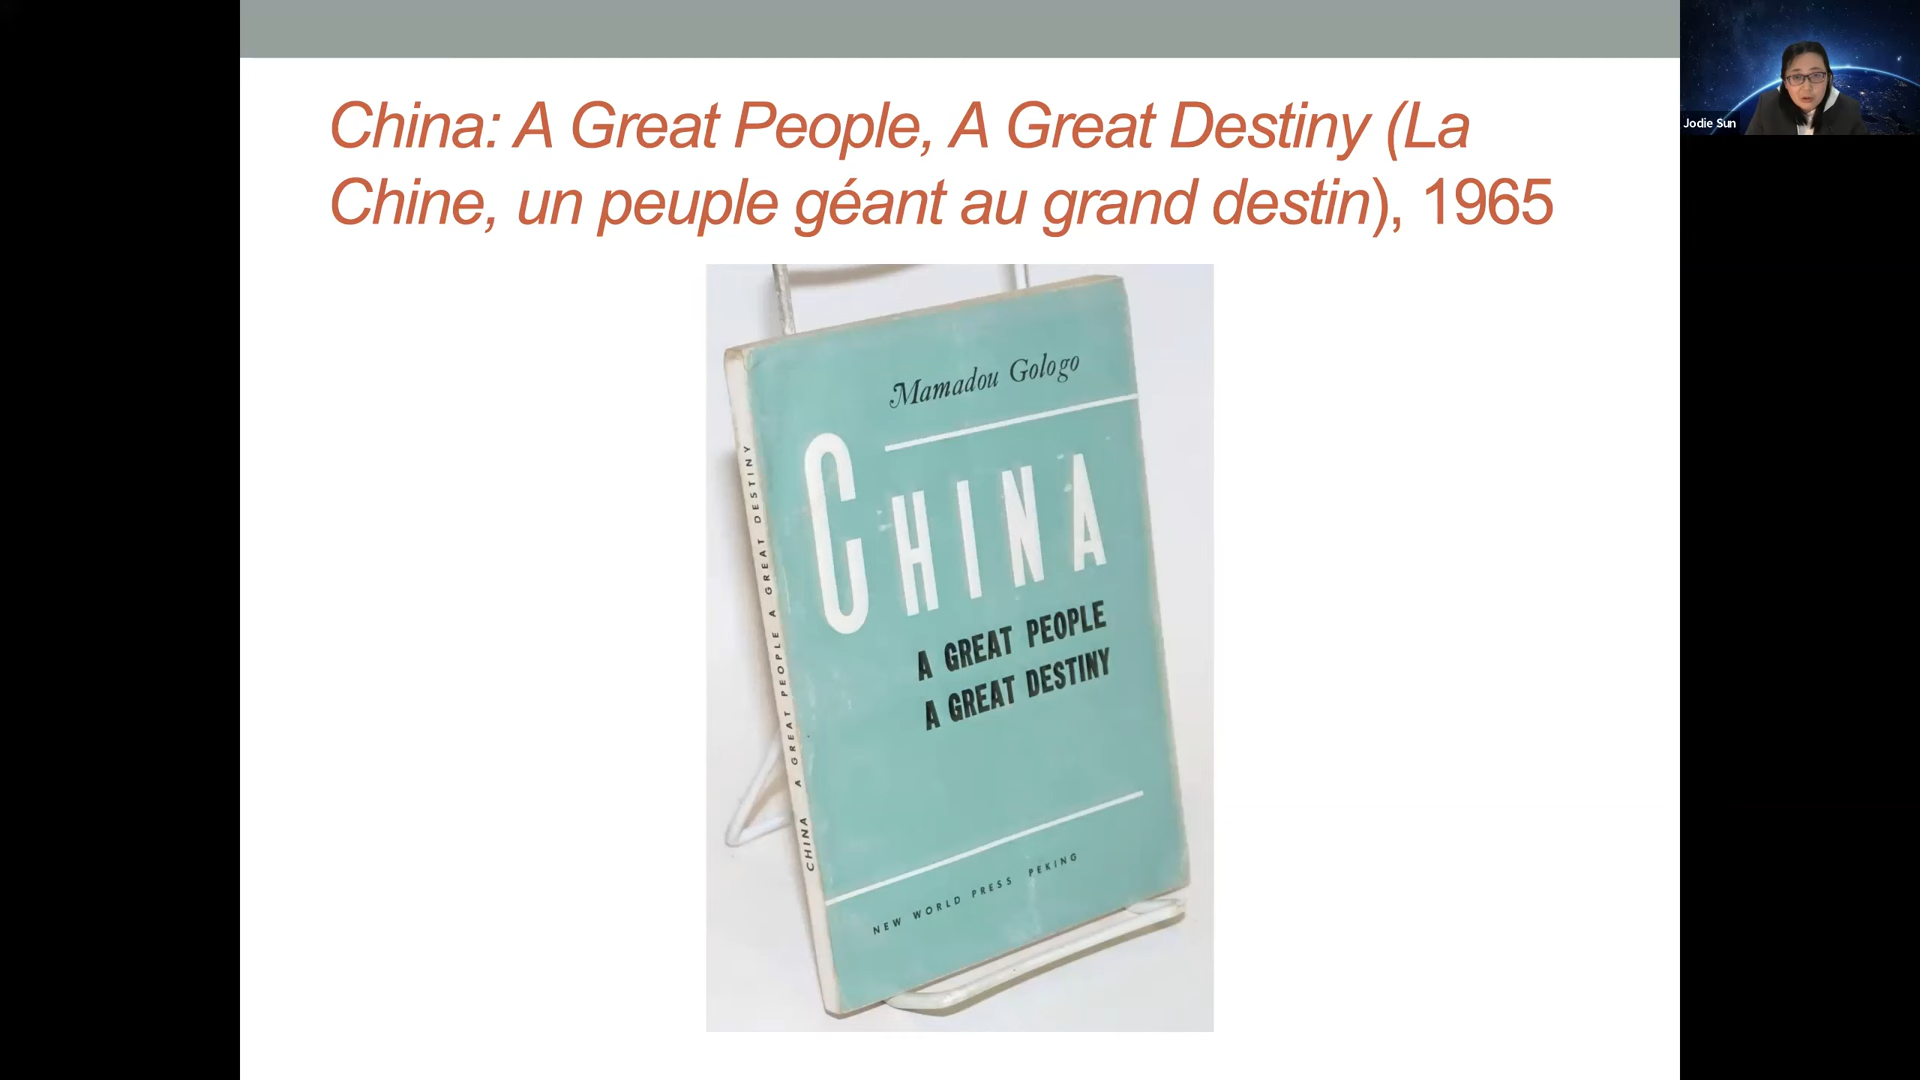 China: A Great People, A Great Destiny (La
Chine, un peuple géant au grand destin), 1965
Jodie Sun
Mamadou Gologo
CHINA
A GREAT PEOPLE
A GREAT DESTINY
NEW WORLD PRESS PEKING
CHINA A GREAT PEOPLE A GREAT DESTINY